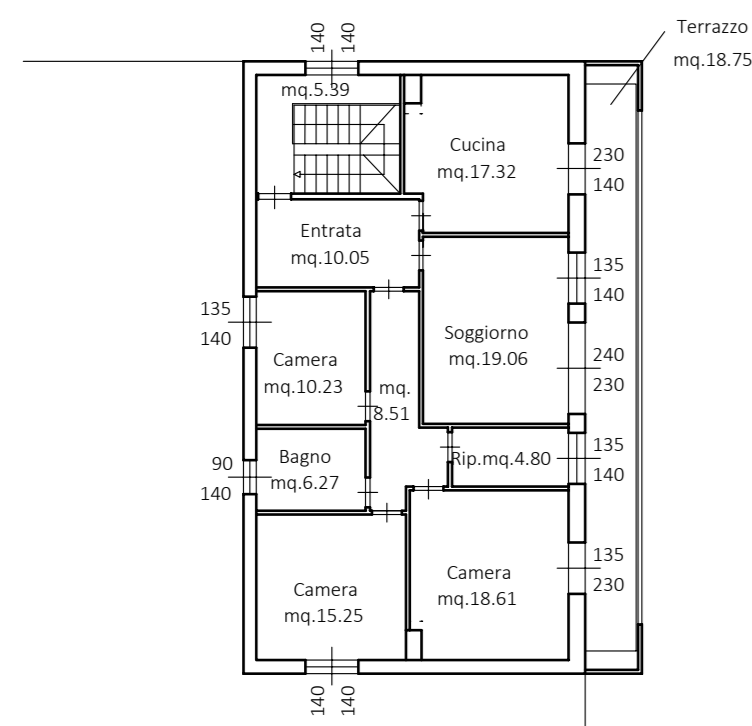 140 140
Terrazzo
mq.18.75
mq.5.39
Cucina
mq.17.32
230
140
Entrata
mq.10.05
135
140
135
140
Soggiorno
mq.19.06
Camera
mq.10.23
mq.
8.51
240
230
135
140
Rip.mq.4.80
Bagno
mq.6.27
90
140
135
230
Camera
mq.18.61
Camera
mq.15.25
140 140